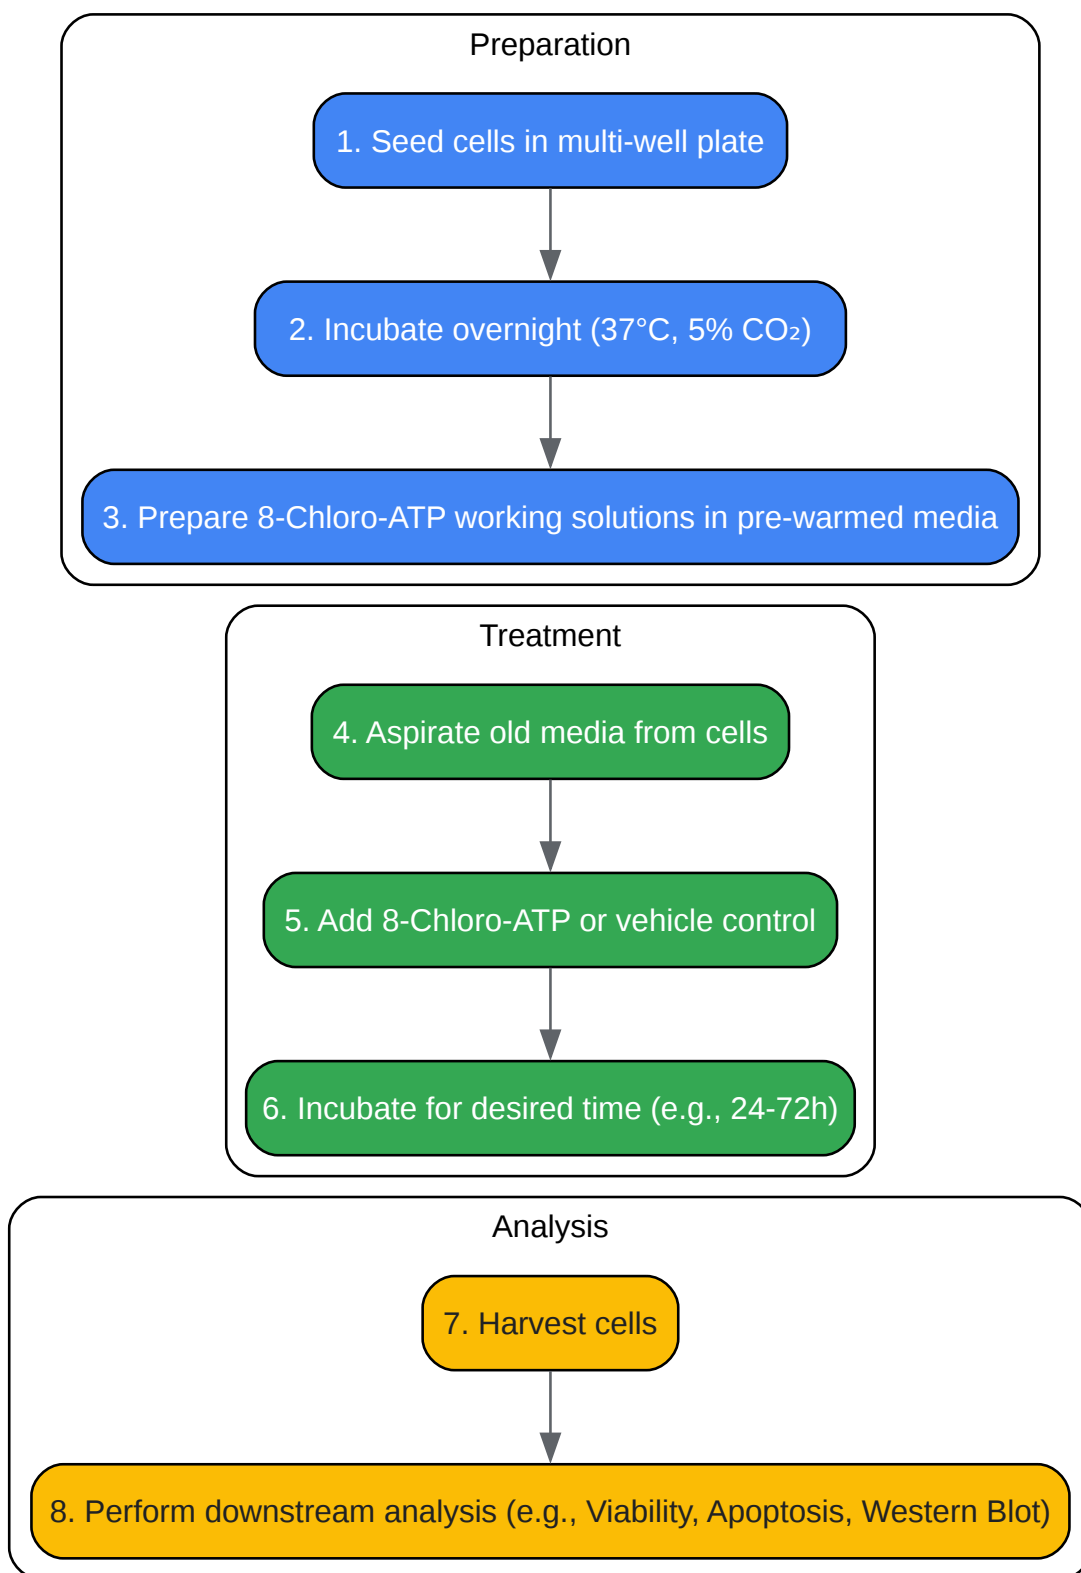 Preparation
1. Seed cells in multi-well plate
2. Incubate overnight (37°C, 5% CO₂)
3. Prepare 8-Chloro-ATP working solutions in pre-warmed media
Treatment
4. Aspirate old media from cells
5. Add 8-Chloro-ATP or vehicle control
6. Incubate for desired time (e.g., 24-72h)
Analysis
7. Harvest cells
8. Perform downstream analysis (e.g., Viability, Apoptosis, Western Blot)